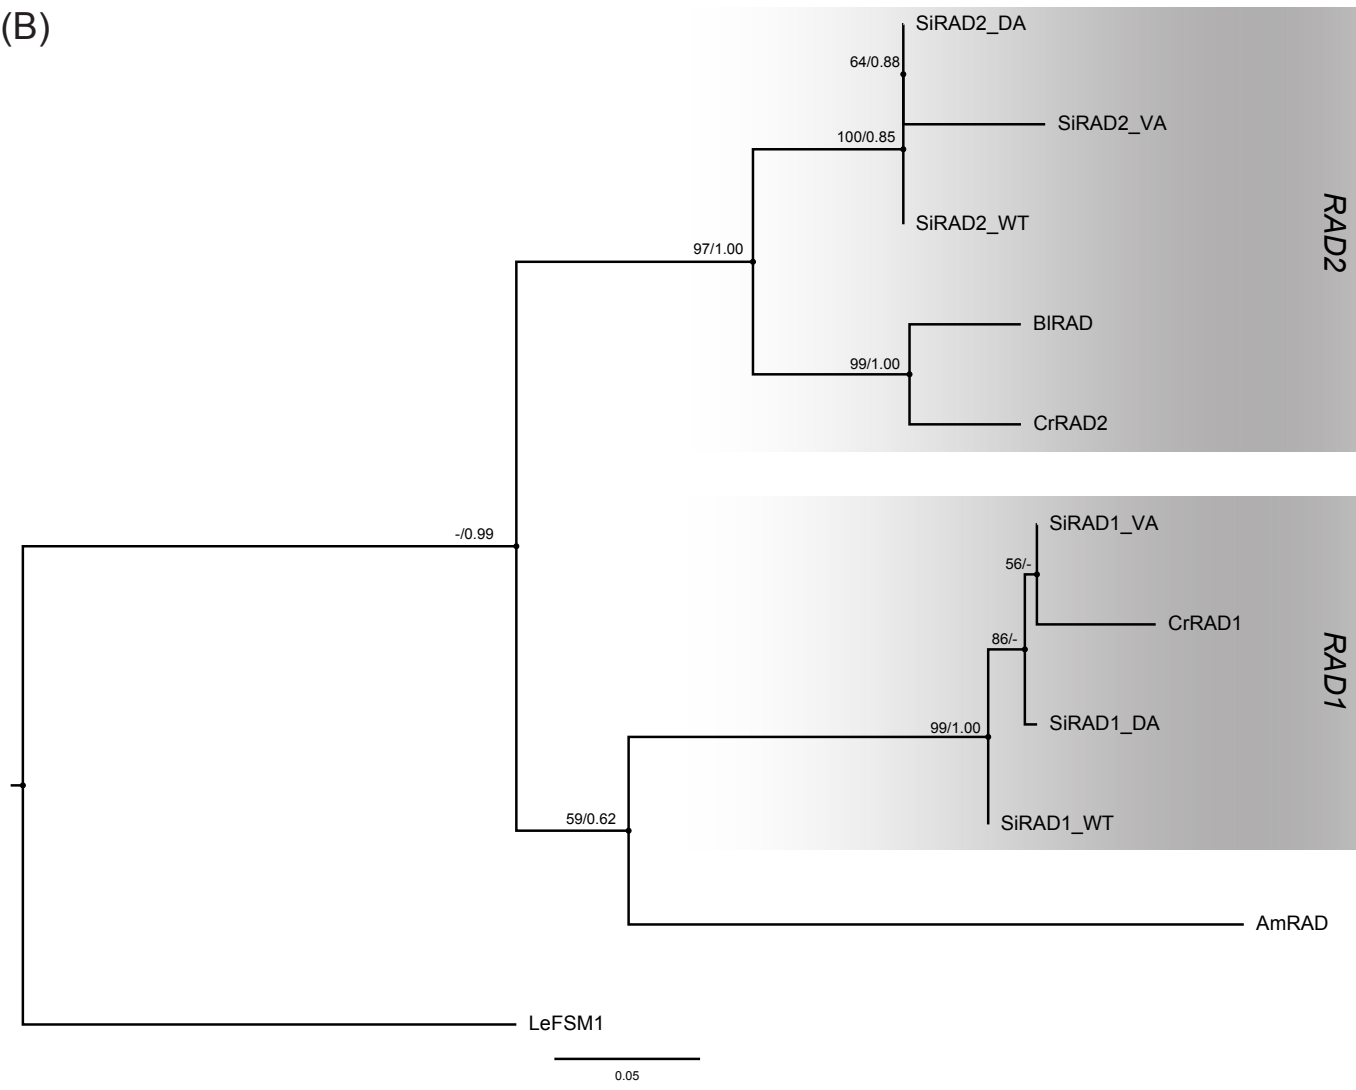 (B)
SiRAD2_DA
64/0.88
SiRAD2_VA
100/0.85
SiRAD2_WT
RAD2
97/1.00
BlRAD
99/1.00
CrRAD2
SiRAD1_VA
-/0.99
56/-
CrRAD1
86/-
RAD1
SiRAD1_DA
99/1.00
SiRAD1_WT
59/0.62
AmRAD
LeFSM1
0.05